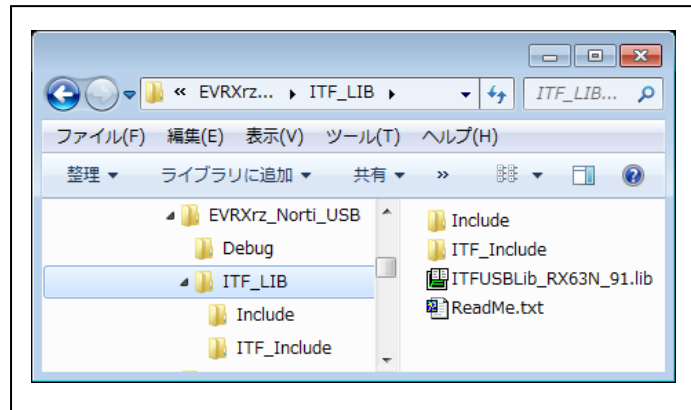 « EVRXrz... ▸ ITF_LIB ▸ ITF_LIB...
ファイル(F) 編集(E) 表示(V) ツール(T) ヘルプ(H)
整理 ▼ ライブラリに追加 ▼ 共有 ▼ »
EVRXrz_Norti_USB
Debug
ITF_LIB
Include
ITF_Include
Include
ITF_Include
ITFUSBLib_RX63N_91.lib
ReadMe.txt